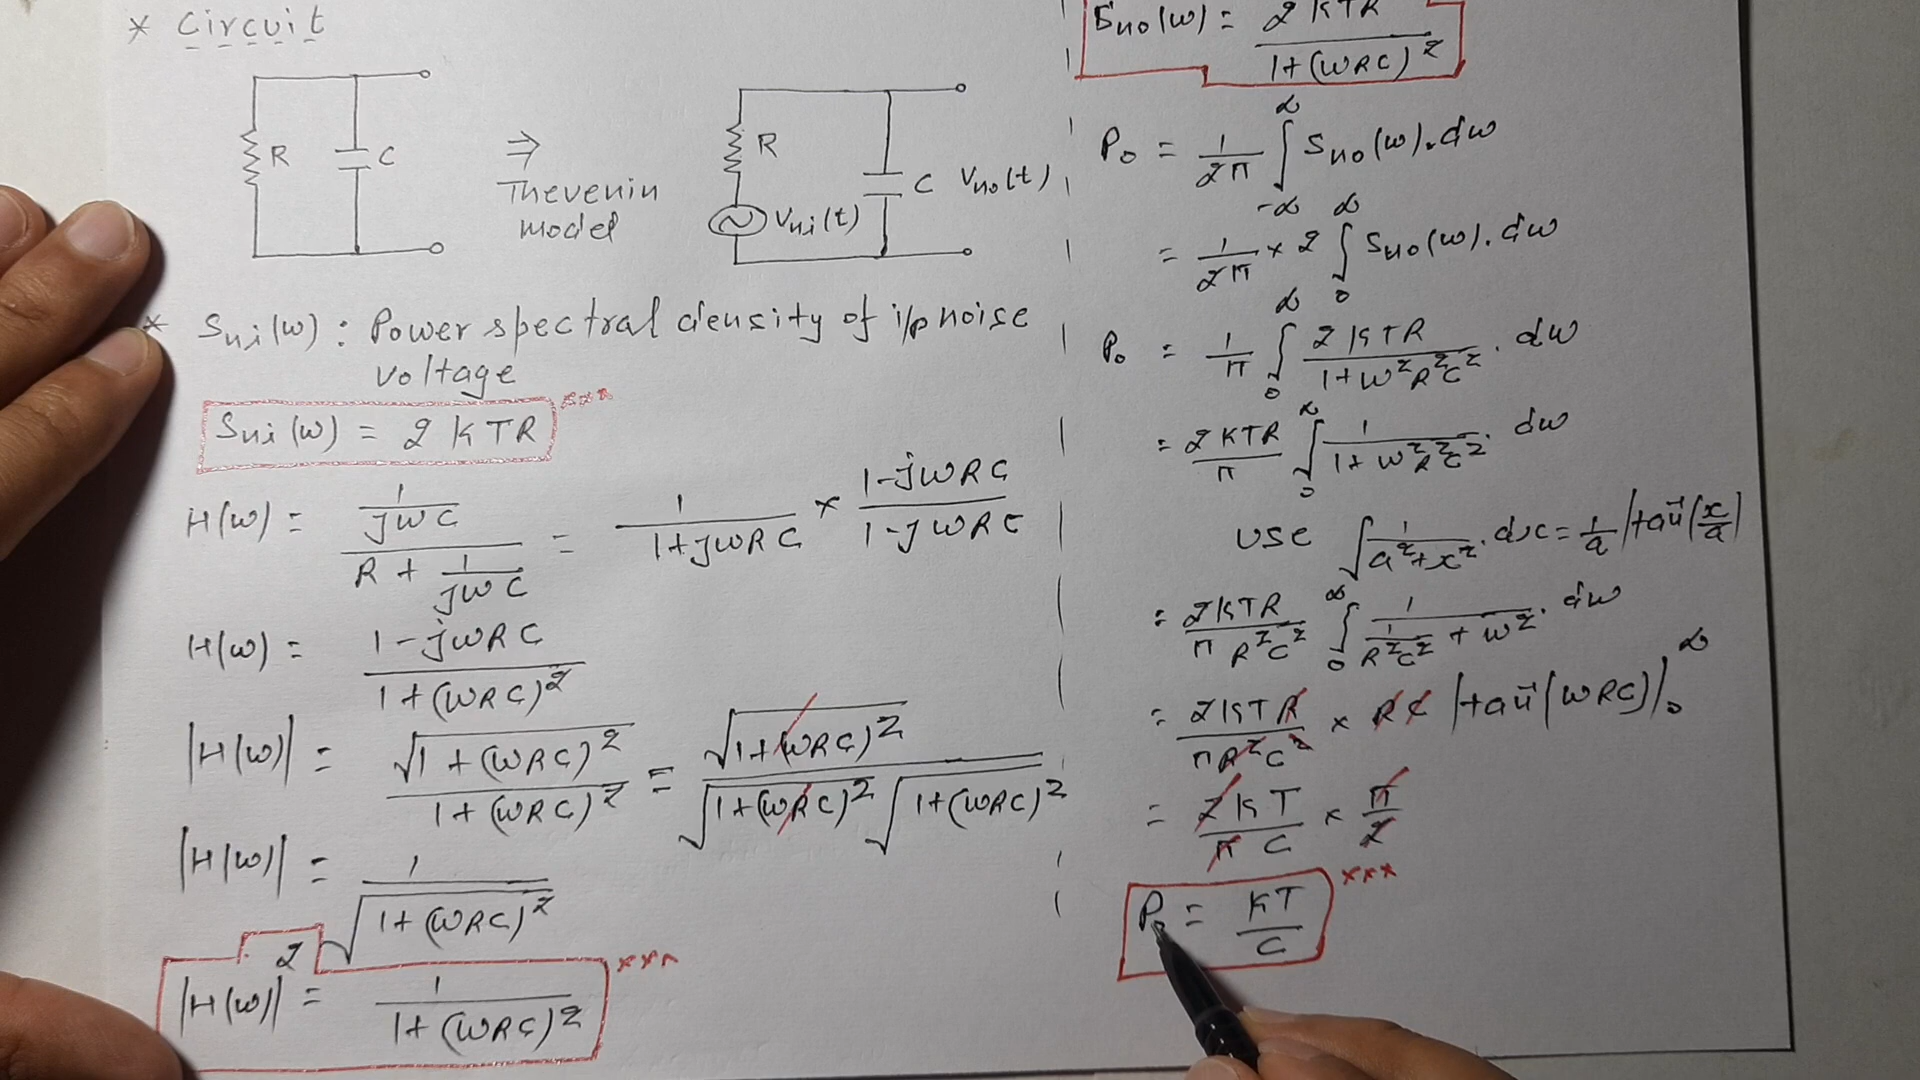 * Circuit
R C
⇒
Thevenin
model
R
Vni(t) C Vno(t)
* Sni(ω) : Power spectral density of i/p noise
voltage
Sni(ω) = 2KTR ***
H(ω) = (1/jωC) / (R + 1/jωC) = 1/(1+jωRC) × (1-jωRC)/(1-jωRC)
H(ω) = (1-jωRC)/(1+(ωRC)²)
|H(ω)| = √(1+(ωRC)²) / (1+(ωRC)²) = √(1+(ωRC)²) / (√(1+(ωRC)²) √(1+(ωRC)²))
|H(ω)| = 1/√(1+(ωRC)²)
|H(ω)|² = 1/(1+(ωRC)²) ***
Sno(ω) = 2KTR/(1+(ωRC)²)
Po = 1/2π ∫_{-∞}^{∞} Sno(ω).dω
= 1/2π × 2 ∫_0^∞ Sno(ω).dω
Po = 1/π ∫_0^∞ 2KTR/(1+ω²R²C²) . dω
= 2KTR/π ∫_0^∞ 1/(1+ω²R²C²) . dω
USE ∫ 1/(a²+x²) . dx = 1/a |tan⁻¹(x/a)|
= 2KTR/(πR²C²) ∫_0^∞ 1/(1/R²C² + ω²) . dω
= 2KTR/(πR²C²) × RC |tan⁻¹(ωRC)|_0^∞
= 2KT/(πC) × π/2
Po = KT/C ***